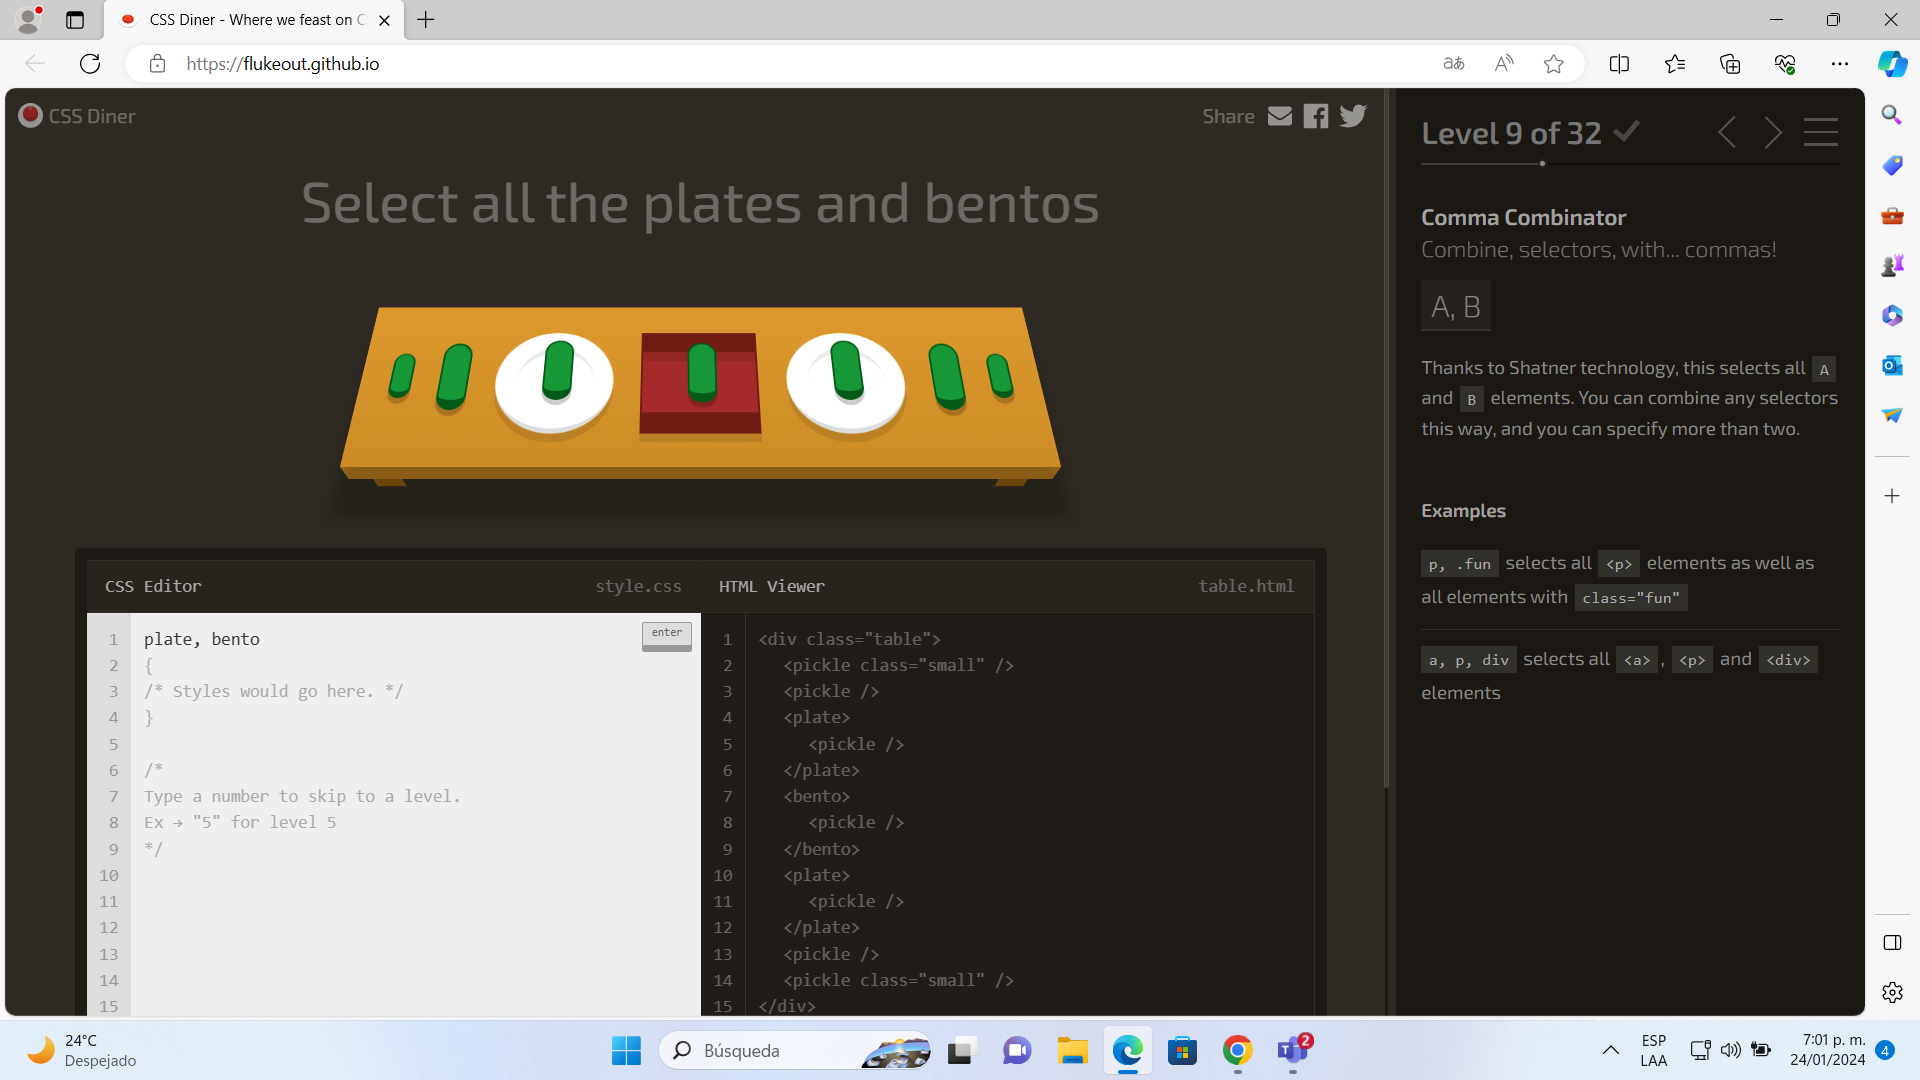 CSS Diner - Where we feast on C
https://flukeout.github.io
CSS Diner
Share
Select all the plates and bentos
Level 9 of 32
Comma Combinator
Combine, selectors, with... commas!
A, B
Thanks to Shatner technology, this selects all A
and B elements. You can combine any selectors
this way, and you can specify more than two.
Examples
p, .fun selects all <p> elements as well as
all elements with class="fun"
a, p, div selects all <a> , <p> and <div>
elements
CSS Editor style.css
enter
1 plate, bento
2 {
3 /* Styles would go here. */
4 }
5
6 /*
7 Type a number to skip to a level.
8 Ex → "5" for level 5
9 */
10
11
12
13
14
15
HTML Viewer table.html
1 <div class="table">
2 <pickle class="small" />
3 <pickle />
4 <plate>
5 <pickle />
6 </plate>
7 <bento>
8 <pickle />
9 </bento>
10 <plate>
11 <pickle />
12 </plate>
13 <pickle />
14 <pickle class="small" />
15 </div>
24°C
Despejado
Búsqueda
2
ESP
LAA
7:01 p. m.
24/01/2024
4